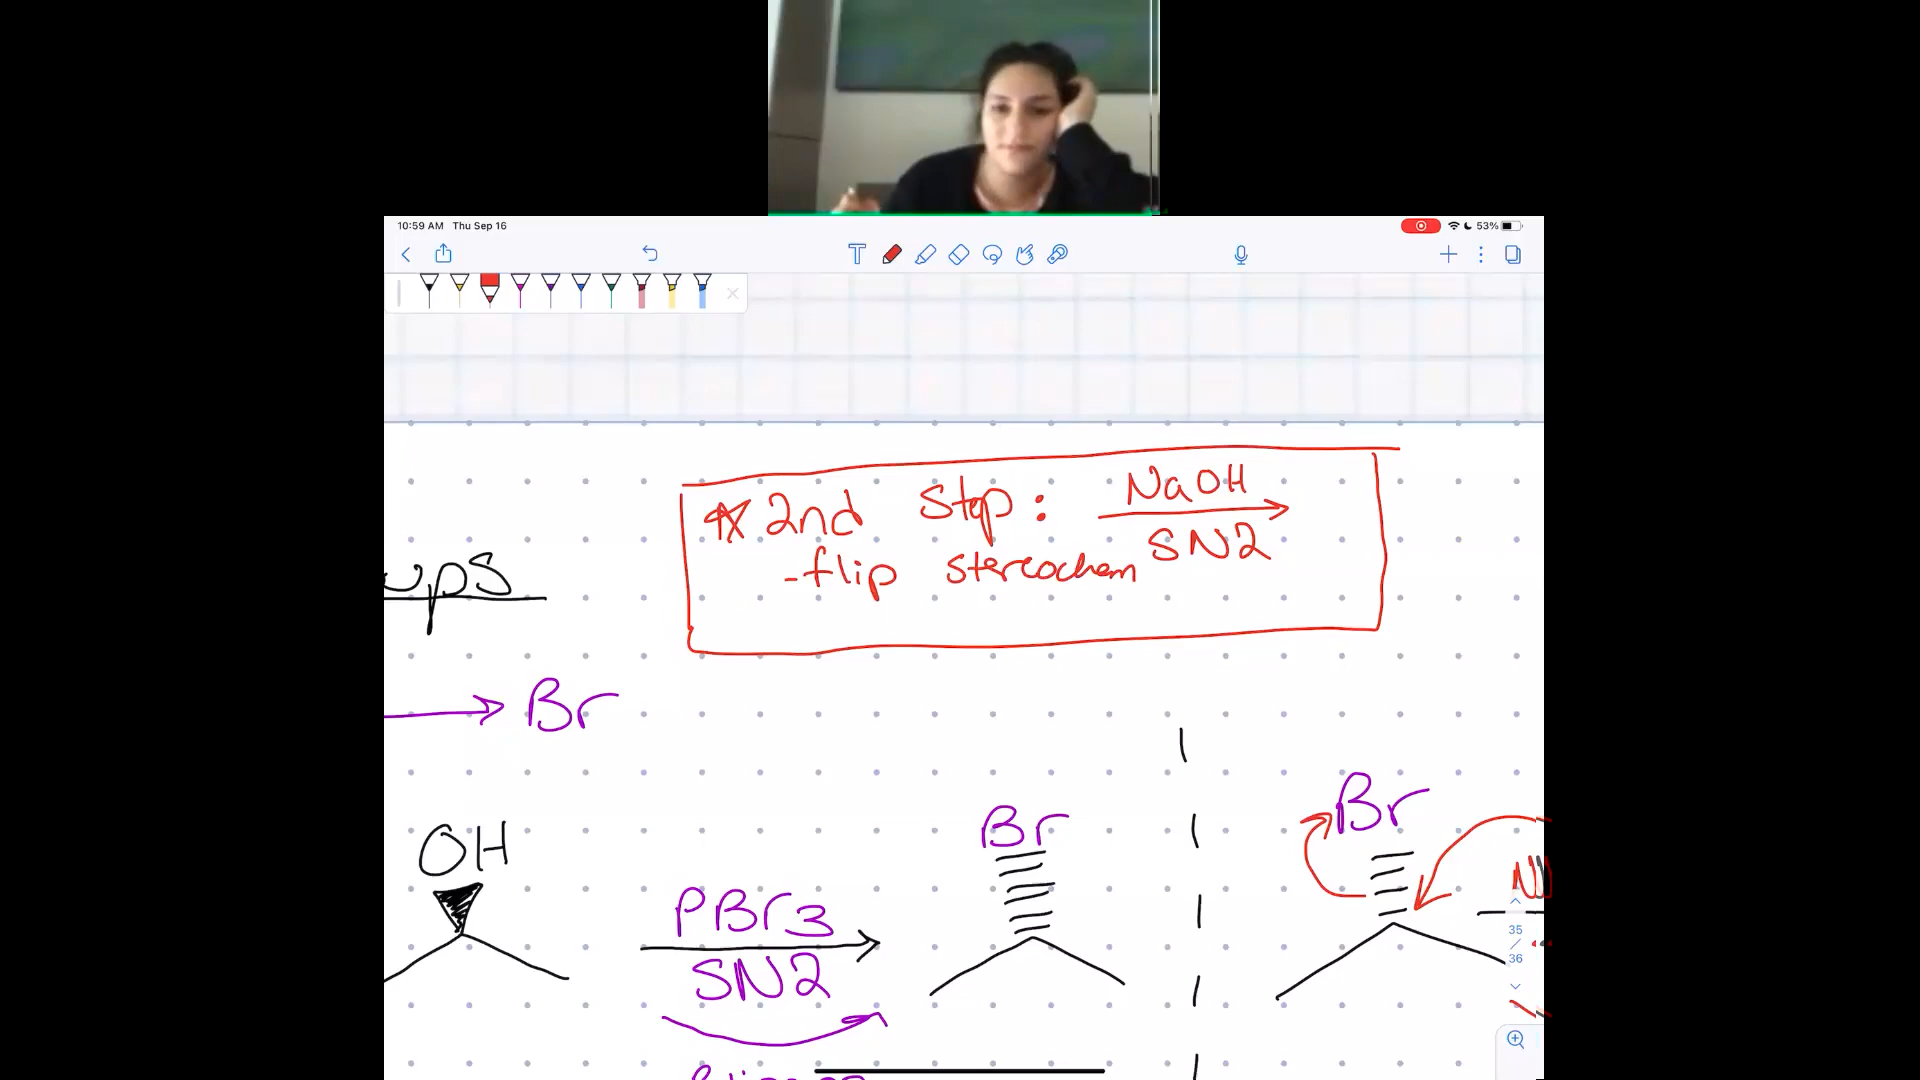 10:59 AM Thu Sep 16
53%
T
NaOH
☆ 2nd Step:
SN2
-flip stereochem
ups
Br
Br
Br
OH
PBr3
SN2
35
/
36